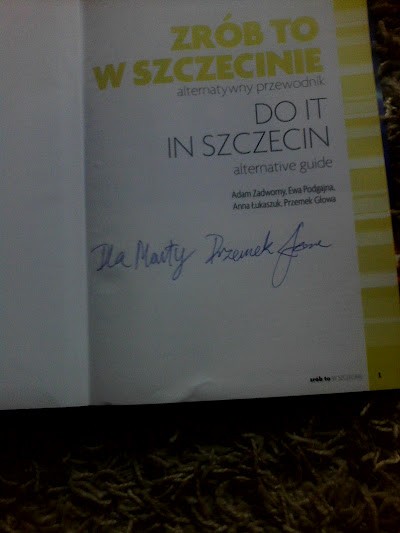 ZRÓB TO
W SZCZECINIE
alternatywny przewodnik
DO IT
IN SZCZECIN
alternative guide
Adam Zadworny, Ewa Podgajna,
Anna Łukaszuk, Przemek Głowa
Dla Marty Przemek
zrób to W SZCZECINIE